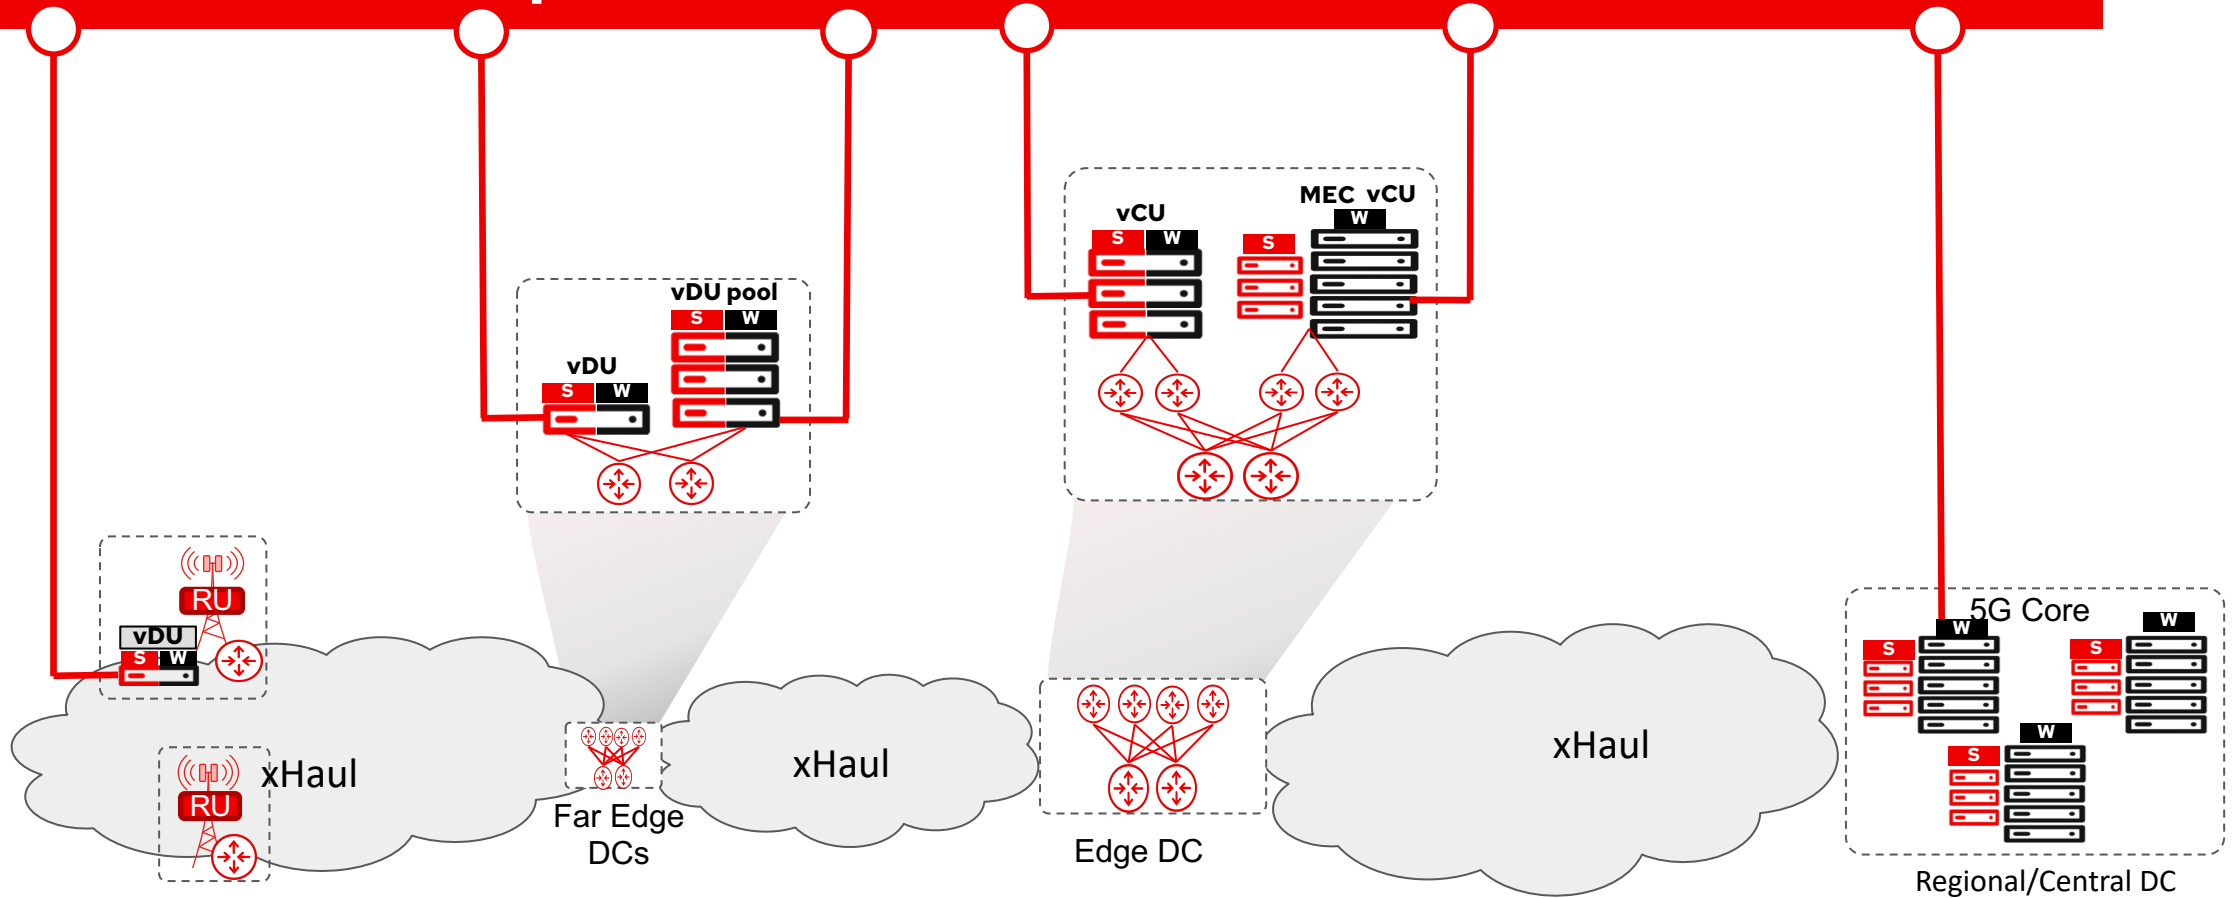 MEC vCU
W
vCU
S W
S
vDU pool
S W
vDU
S W
RU
vDU
S W
xHaul
RU
Far Edge
DCs
xHaul
Edge DC
xHaul
5G Core
W
S
W
S
W
S
Regional/Central DC